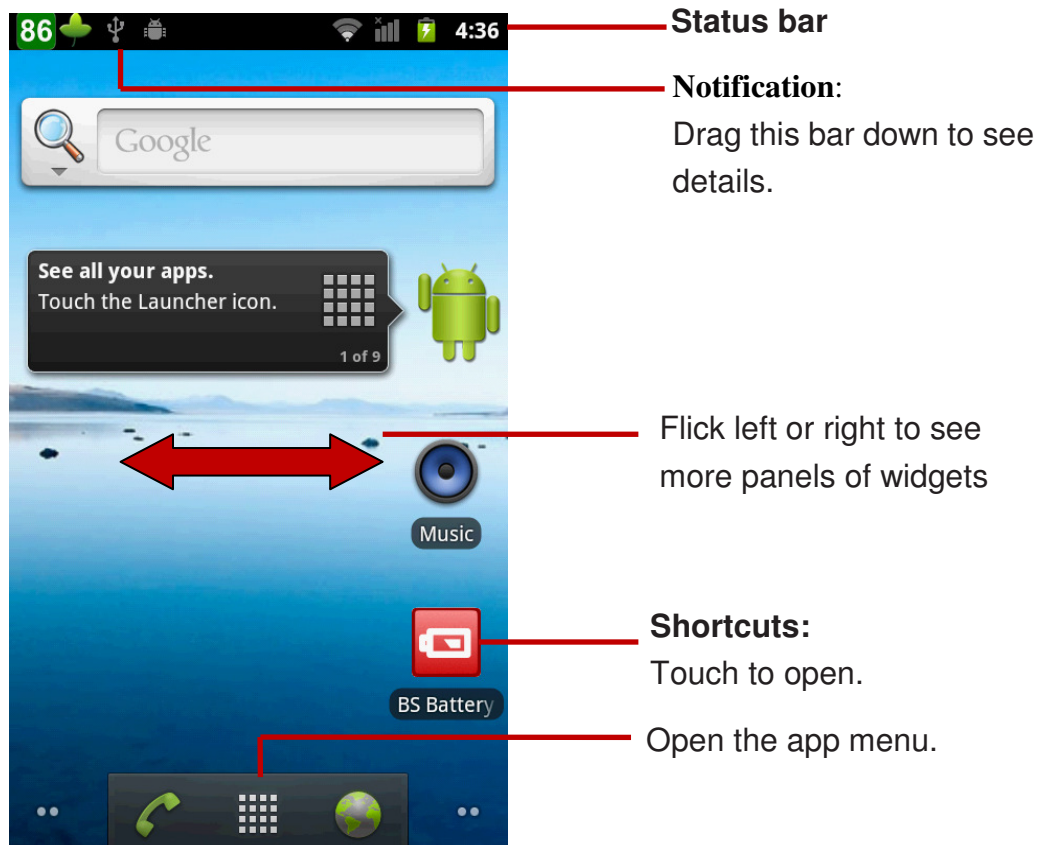 86 4:36
Status bar
Notification:
Drag this bar down to see
details.
Google
See all your apps.
Touch the Launcher icon.
1 of 9
Flick left or right to see
more panels of widgets
Music
Shortcuts:
Touch to open.
BS Battery
Open the app menu.